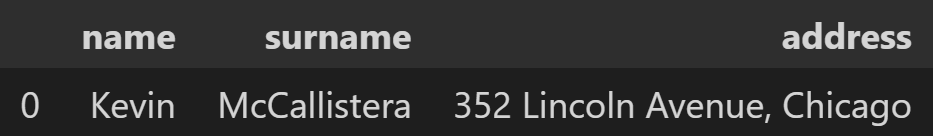 name surname address
0 Kevin McCallistera 352 Lincoln Avenue, Chicago